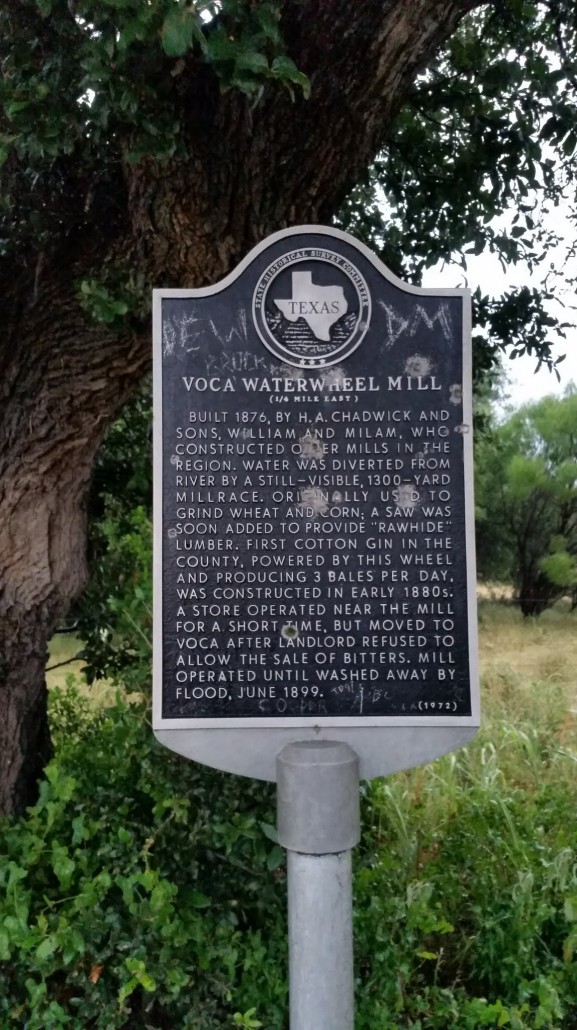 STATE HISTORICAL SURVEY COMMITTEE
TEXAS
DEW DM
VOCA WATERWHEEL MILL
(1/6 MILE EAST)
BUILT 1876, BY H. A. CHADWICK AND
SONS, WILLIAM AND MILAM, WHO
CONSTRUCTED OTHER MILLS IN THE
REGION. WATER WAS DIVERTED FROM
RIVER BY A STILL-VISIBLE, 1300-YARD
MILLRACE. ORIGINALLY USED TO
GRIND WHEAT AND CORN; A SAW WAS
SOON ADDED TO PROVIDE "RAWHIDE"
LUMBER. FIRST COTTON GIN IN THE
COUNTY, POWERED BY THIS WHEEL
AND PRODUCING 3 BALES PER DAY,
WAS CONSTRUCTED IN EARLY 1880s.
A STORE OPERATED NEAR THE MILL
FOR A SHORT TIME, BUT MOVED TO
VOCA AFTER LANDLORD REFUSED TO
ALLOW THE SALE OF BITTERS. MILL
OPERATED UNTIL WASHED AWAY BY
FLOOD, JUNE 1899.
(1972)